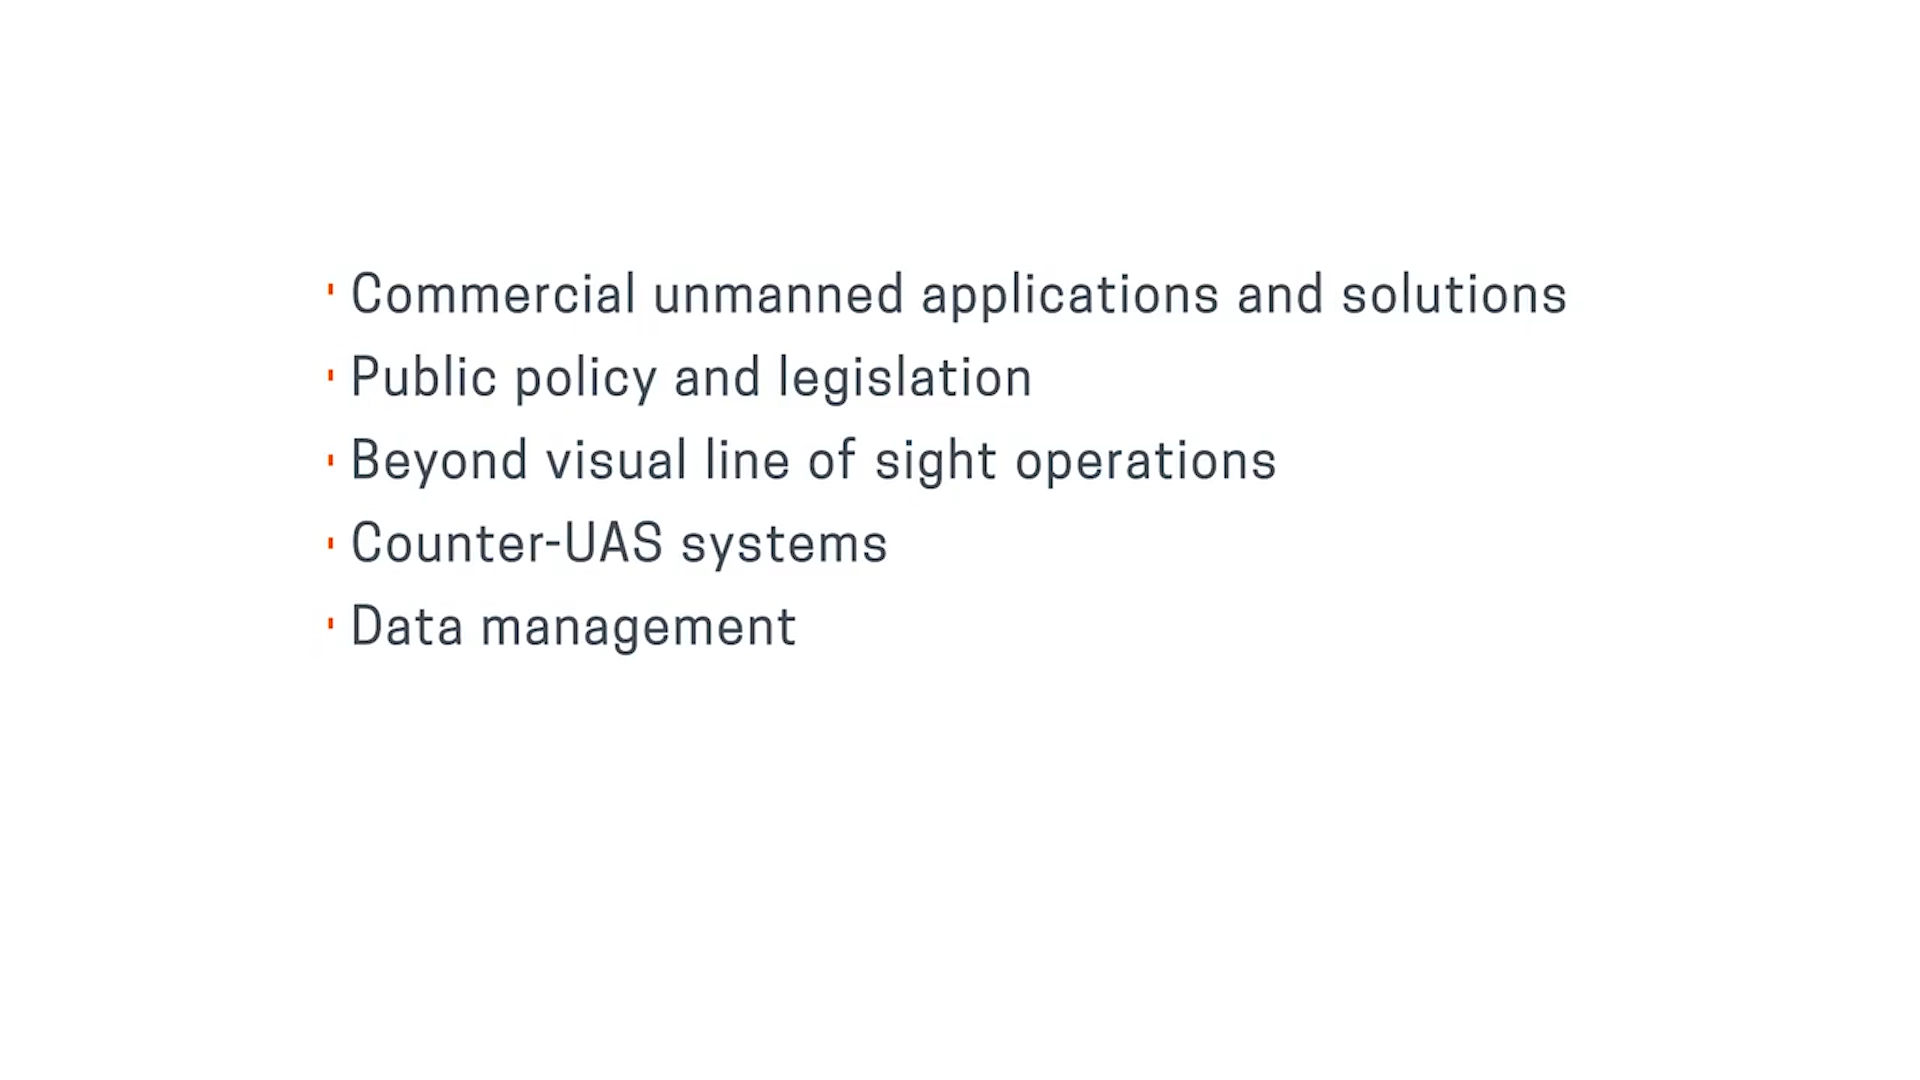 Commercial unmanned applications and solutions
Public policy and legislation
Beyond visual line of sight operations
Counter-UAS systems
Data management